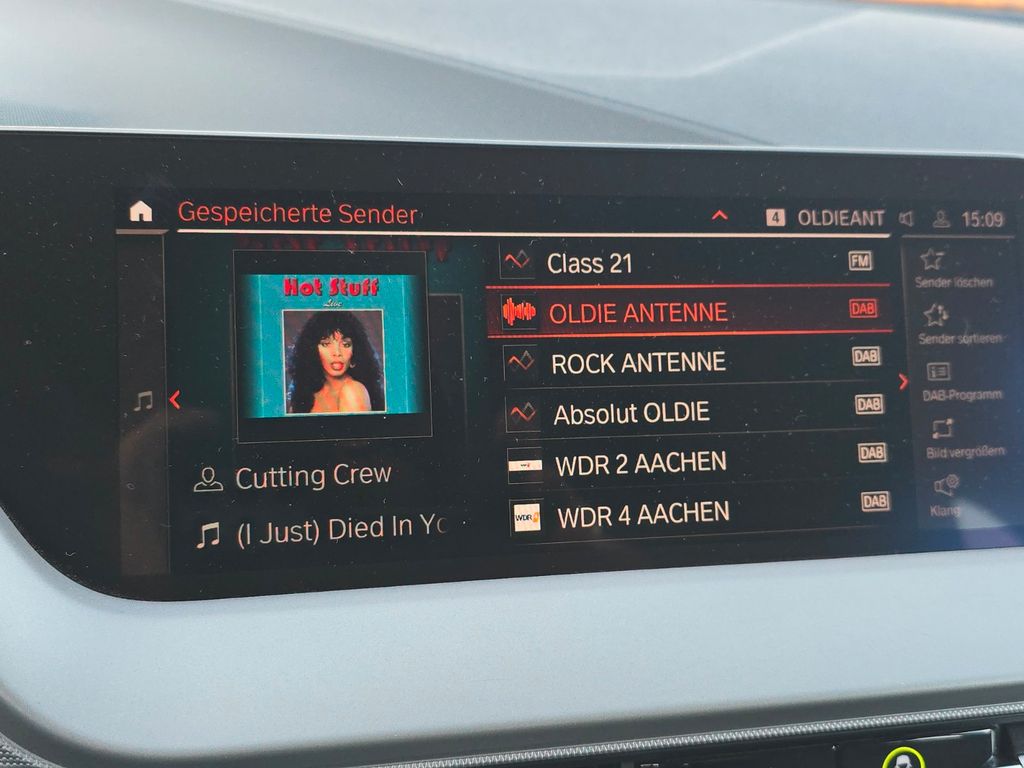 Gespeicherte Sender
4 OLDIEANT 15:09
Hot Stuff
Live
Cutting Crew
(I Just) Died In Yo
Class 21 FM
OLDIE ANTENNE DAB
ROCK ANTENNE DAB
Absolut OLDIE DAB
WDR 2 AACHEN DAB
WDR WDR 4 AACHEN DAB
Sender löschen
Sender sortieren
DAB-Programm
Bild vergrößern
Klang